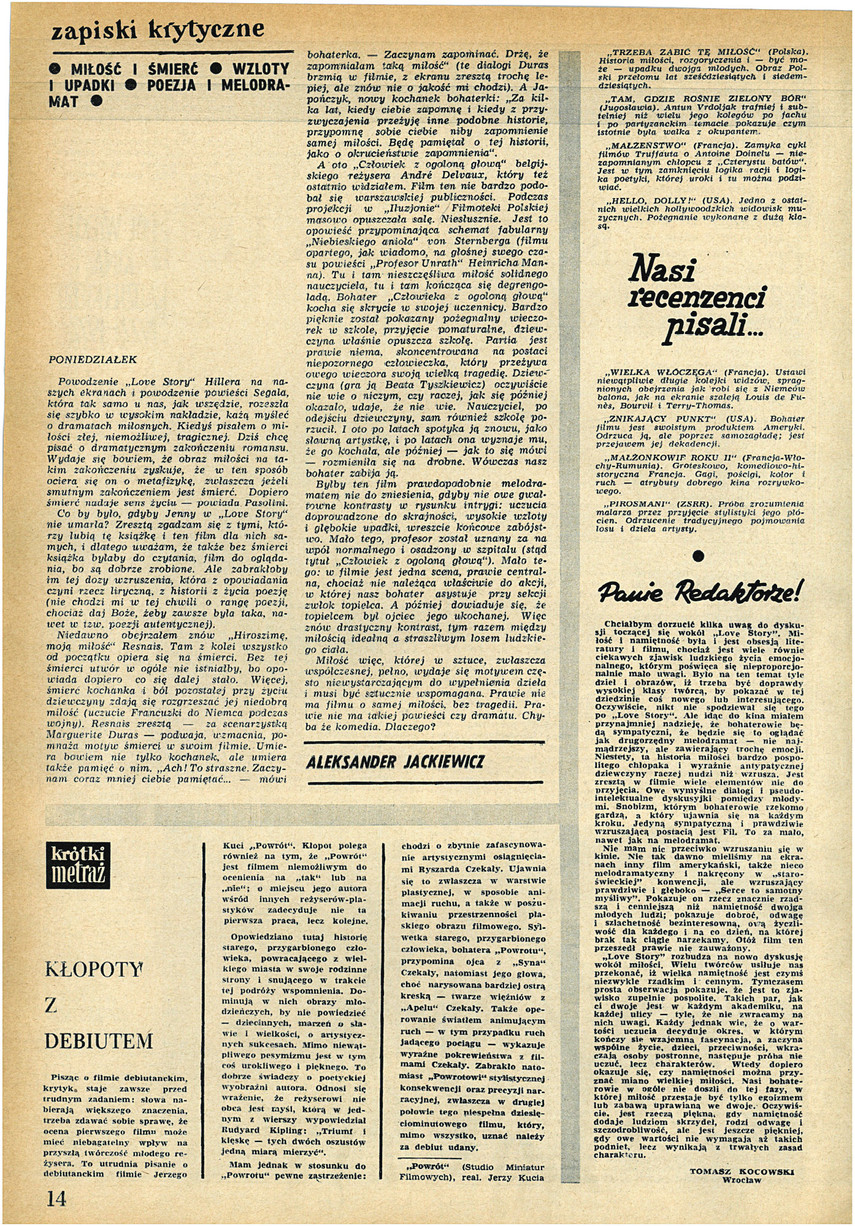 zapiski krytyczne
● MIŁOŚĆ I ŚMIERĆ ● WZLOTY
I UPADKI ● POEZJA I MELODRA-
MAT ●
PONIEDZIAŁEK
Powodzenie „Love Story" Hillera na na-
szych ekranach i powodzenie powieści Segala,
która tak samo u nas, jak wszędzie, rozeszła
się szybko w wysokim nakładzie, każą myśleć
o dramatach miłosnych. Kiedyś pisałem o mi-
łości złej, niemożliwej, tragicznej. Dziś chcę
pisać o dramatycznym zakończeniu romansu.
Wydaje się bowiem, że obraz miłości na ta-
kim zakończeniu zyskuje, że w ten sposób
ociera się on o metafizykę, zwłaszcza jeżeli
smutnym zakończeniem jest śmierć. Dopiero
śmierć nadaje sens życiu — powiada Pasolini.
Co by było, gdyby Jenny w „Love Story"
nie umarła? Zresztą zgadzam się z tymi, któ-
rzy lubią tę książkę i ten film dla nich sa-
mych, i dlatego uważam, że także bez śmierci
książka byłaby do czytania, film do ogląda-
nia, bo są dobrze zrobione. Ale zabrakłoby
im tej dozy wzruszenia, która z opowiadania
czyni rzecz liryczną, z historii z życia poezję
(nie chodzi mi w tej chwili o rangę poezji,
chociaż daj Boże, żeby zawsze była taka, na-
wet w tzw. poezji autentycznej).
Niedawno obejrzałem znów „Hiroszimę,
moją miłość" Resnais. Tam z kolei wszystko
od początku opiera się na śmierci. Bez tej
śmierci utwór w ogóle nie istniałby, bo opo-
wiada dopiero co się dalej stało. Więcej,
śmierć kochanka i ból pozostałej przy życiu
dziewczyny zdają się rozgrzeszać jej niedobrą
miłość (uczucie Francuzki do Niemca podczas
wojny). Resnais zresztą — za scenarzystką
Marguerite Duras — podwaja, wzmacnia, po-
mnaża motyw śmierci w swoim filmie. Umie-
ra bowiem nie tylko kochanek, ale umiera
także pamięć o nim. „Ach! To straszne. Zaczy-
nam coraz mniej ciebie pamiętać... — mówi
bohaterka. — Zaczynam zapominać. Drżę, że
zapomniałam taką miłość" (te dialogi Duras
brzmią w filmie, z ekranu zresztą trochę le-
piej, ale znów nie o jakość mi chodzi). A Ja-
pończyk, nowy kochanek bohaterki: „Za kil-
ka lat, kiedy ciebie zapomnę i kiedy z przy-
zwyczajenia przeżyję inne podobne historie,
przypomnę sobie ciebie niby zapomnienie
samej miłości. Będę pamiętał o tej historii,
jako o okrucieństwie zapomnienia".
A oto „Człowiek z ogoloną głową" belgij-
skiego reżysera André Delvaux, który też
ostatnio widziałem. Film ten nie bardzo podo-
bał się warszawskiej publiczności. Podczas
projekcji w „Iluzjonie" Filmoteki Polskiej
masowo opuszczała salę. Niesłusznie. Jest to
opowieść przypominająca schemat fabularny
„Niebieskiego anioła" von Sternberga (filmu
opartego, jak wiadomo, na głośnej swego cza-
su powieści „Profesor Unrath" Heinricha Man-
na). Tu i tam nieszczęśliwa miłość solidnego
nauczyciela, tu i tam kończąca się degrengo-
ladą. Bohater „Człowieka z ogoloną głową"
kocha się skrycie w swojej uczennicy. Bardzo
pięknie został pokazany pożegnalny wieczo-
rek w szkole, przyjęcie pomaturalne, dziew-
czyna właśnie opuszcza szkołę. Partia jest
prawie niema, skoncentrowana na postaci
niepozornego człowieczka, który przeżywa
owego wieczora swoją wielką tragedię. Dziew-
czyna (gra ją Beata Tyszkiewicz) oczywiście
nie wie o niczym, czy raczej, jak się później
okazało, udaje, że nie wie. Nauczyciel, po
odejściu dziewczyny, sam również szkołę po-
rzucił. I oto po latach spotyka ją znowu, jako
sławną artystkę, i po latach ona wyznaje mu,
że go kochała, ale później — jak to się mówi
— rozmieniła się na drobne. Wówczas nasz
bohater zabija ją.
Byłby ten film prawdopodobnie melodra-
matem nie do zniesienia, gdyby nie owe gwał-
towne kontrasty w rysunku intrygi: uczucia
doprowadzone do skrajności, wysokie wzloty
i głębokie upadki, wreszcie końcowe zabójst-
wo. Mało tego, profesor został uznany za na
wpół normalnego i osadzony w szpitalu (stąd
tytuł „Człowiek z ogoloną głową"). Mało te-
go: w filmie jest jedna scena, prawie central-
na, chociaż nie należąca właściwie do akcji,
w której nasz bohater asystuje przy sekcji
zwłok topielca. A później dowiaduje się, że
topielcem był ojciec jego ukochanej. Więc
znów drastyczny kontrast, tym razem między
miłością idealną a straszliwym losem ludzkie-
go ciała.
Miłość więc, której w sztuce, zwłaszcza
współczesnej, pełno, wydaje się motywem czę-
sto niewystarczającym do wypełnienia dzieła
i musi być sztucznie wspomagana. Prawie nie
ma filmu o samej miłości, bez tragedii. Pra-
wie nie ma takiej powieści czy dramatu. Chy-
ba że komedia. Dlaczego?
ALEKSANDER JACKIEWICZ
„TRZEBA ZABIĆ TĘ MIŁOŚĆ" (Polska).
Historia miłości, rozgoryczenia i — być mo-
że — upadku dwojga młodych. Obraz Pol-
ski przełomu lat sześćdziesiątych i siedem-
dziesiątych.
„TAM, GDZIE ROŚNIE ZIELONY BÓR"
(Jugosławia). Antun Vrdoljak trafniej i sub-
telniej niż wielu jego kolegów po fachu
i po partyzanckim temacie pokazuje czym
istotnie była walka z okupantem.
„MAŁŻEŃSTWO" (Francja). Zamyka cykl
filmów Truffauta o Antoine Doinelu — nie-
zapomnianym chłopcu z „Czterystu batów".
Jest w tym zamknięciu logika racji i logi-
ka poetyki, której uroki i tu można podzi-
wiać.
„HELLO, DOLLY!" (USA). Jedno z ostat-
nich wielkich hollywoodzkich widowisk mu-
zycznych. Pożegnanie wykonane z dużą kla-
są.
Nasi
recenzenci
pisali...
„WIELKA WŁÓCZĘGA" (Francja). Ustawi
niewątpliwie długie kolejki widzów, sprag-
nionych obejrzenia jak robi się z Niemców
balona, jak na ekranie szaleją Louis de Fu-
nès, Bourvil i Terry-Thomas.
„ZNIKAJĄCY PUNKT" (USA). Bohater
filmu jest swoistym produktem Ameryki.
Odrzuca ją, ale poprzez samozagładę; jest
przejawem jej dekadencji.
„MAŁŻONKOWIE ROKU II" (Francja-Wło-
chy-Rumunia). Groteskowo, komediowo-hi-
storyczna Francja. Gagi, pościgi, kolor i
ruch — atrybuty dobrego kina rozrywko-
wego.
„PIROSMANI" (ZSRR). Próba zrozumienia
malarza przez przyjęcie stylistyki jego płó-
cien. Odrzucenie tradycyjnego pojmowania
losu i dzieła artysty.
●
Panie Redaktorze!
Chciałbym dorzucić kilka uwag do dysku-
sji toczącej się wokół „Love Story". Mi-
łość i namiętność była i jest obsesją lite-
ratury i filmu, chociaż jest wiele równie
ciekawych zjawisk ludzkiego życia emocjo-
nalnego, którym poświęca się nieproporcjo-
nalnie mało uwagi. Było na ten temat tyle
dzieł i obrazów, iż trzeba być doprawdy
wysokiej klasy twórcą, by pokazać w tej
dziedzinie coś nowego lub interesującego.
Oczywiście, nikt nie spodziewał się tego
po „Love Story". Ale idąc do kina miałem
przynajmniej nadzieję, że bohaterowie bę-
dą sympatyczni, że będzie się to oglądać
jak drugorzędny melodramat — nie naj-
mądrzejszy, ale zawierający trochę emocji.
Niestety, ta historia miłości bardzo pospo-
litego chłopaka i wyraźnie antypatycznej
dziewczyny raczej nudzi niż wzrusza. Jest
zresztą w filmie wiele elementów nie do
przyjęcia. Owe wymyślne dialogi i pseudo-
intelektualne dyskusyjki pomiędzy młody-
mi. Snobizm, którym bohaterowie rzekomo
gardzą, a który ujawnia się na każdym
kroku. Jedyną sympatyczną i prawdziwie
wzruszającą postacią jest Fil. To za mało,
nawet jak na melodramat.
Nie mam nic przeciwko wzruszaniu się w
kinie. Nie tak dawno mieliśmy na ekra-
nach inny film amerykański, także nieco
melodramatyczny i nakręcony w „staro-
świeckiej" konwencji, ale wzruszający
prawdziwie i głęboko — „Serce to samotny
myśliwy". Pokazuje on rzecz znacznie rzad-
szą i cenniejszą niż namiętność dwojga
młodych ludzi; pokazuje dobroć, odwagę
i szlachetność bezinteresowną, ową życzli-
wość dla każdego i na co dzień, na której
brak tak ciągle narzekamy. Otóż film ten
przeszedł prawie nie zauważony.
„Love Story" rozbudza na nowo dyskusję
wokół miłości. Wielu twórców usiłuje nas
przekonać, iż wielka namiętność jest czymś
niezwykle rzadkim i cennym. Tymczasem
prosta obserwacja pokazuje, że jest to zja-
wisko zupełnie pospolite. Takich par, jak
ci dwoje jest w każdym akademiku, na
każdej ulicy — tyle, że nie zwracamy na
nich uwagi. Każdy jednak wie, że o war-
tości uczucia decyduje okres, w którym
kończy się wzajemna fascynacja, a zaczyna
wspólne życie, dzieci, przeciwności, wkra-
czają osoby postronne, następuje próba nie
uczuć, lecz charakterów. Wtedy dopiero
okazuje się, czy namiętności można przy-
znać miano wielkiej miłości. Nasi bohate-
rowie w ogóle nie doszli do tej fazy, w
której miłość przestaje być tylko egoizmem
lub zabawą uprawianą we dwoje. Oczywiś-
cie, jest rzeczą piękną, gdy namiętność
dodaje ludziom skrzydeł, rodzi odwagę i
szczodrobliwość, ale jest jeszcze piękniej,
gdy owe wartości nie wymagają aż takich
podniet, lecz wynikają z trwałych zasad
charakteru.
TOMASZ KOCOWSKI
Wrocław
krótki
metraż
KŁOPOTY
Z
DEBIUTEM
Pisząc o filmie debiutanckim,
krytyk staje zawsze przed
trudnym zadaniem: słowa na-
bierają większego znaczenia,
trzeba zdawać sobie sprawę, że
ocena pierwszego filmu może
mieć niebagatelny wpływ na
przyszłą twórczość młodego re-
żysera. To utrudnia pisanie o
debiutanckim filmie Jerzego
Kuci „Powrót". Kłopot polega
również na tym, że „Powrót"
jest filmem niemożliwym do
ocenienia na „tak" lub na
„nie"; o miejscu jego autora
wśród innych reżyserów-pla-
styków zadecyduje nie ta
pierwsza praca, lecz kolejne.
Opowiedziano tutaj historię
starego, przygarbionego czło-
wieka, powracającego z wiel-
kiego miasta w swoje rodzinne
strony i snującego w trakcie
tej podróży wspomnienia. Do-
minują w nich obrazy mło-
dzieńczych, by nie powiedzieć
— dziecinnych, marzeń o sła-
wie i wielkości, o artystycz-
nych sukcesach. Mimo niewąt-
pliwego pesymizmu jest w tym
coś urokliwego i pięknego. To
dobrze świadczy o poetyckiej
wyobraźni autora. Odnosi się
wrażenie, że reżyserowi nie
obca jest myśl, którą w jed-
nym z wierszy wypowiedział
Rudyard Kipling: „Triumf i
klęskę — tych dwóch oszustów
jedną miarą mierzyć".
Mam jednak w stosunku do
„Powrotu" pewne zastrzeżenie:
chodzi o zbytnie zafascynowa-
nie artystycznymi osiągnięcia-
mi Ryszarda Czekały. Ujawnia
się to zwłaszcza w warstwie
plastycznej, w sposobie ani-
macji ruchu, a także w poszu-
kiwaniu przestrzenności pła-
skiego obrazu filmowego. Syl-
wetka starego, przygarbionego
człowieka, bohatera „Powrotu",
przypomina ojca z „Syna"
Czekały, natomiast jego głowa,
choć narysowana bardziej ostrą
kreską — twarze więźniów z
„Apelu" Czekały. Także ope-
rowanie światłem animującym
ruch — w tym przypadku ruch
jadącego pociągu — wykazuje
wyraźne pokrewieństwa z fil-
mami Czekały. Zabrakło nato-
miast „Powrotowi" stylistycznej
konsekwencji oraz precyzji nar-
racyjnej, zwłaszcza w drugiej
połowie tego niespełna dziesię-
ciominutowego filmu, który,
mimo wszystko, uznać należy
za debiut udany.
„Powrót" (Studio Miniatur
Filmowych), real. Jerzy Kucia
14